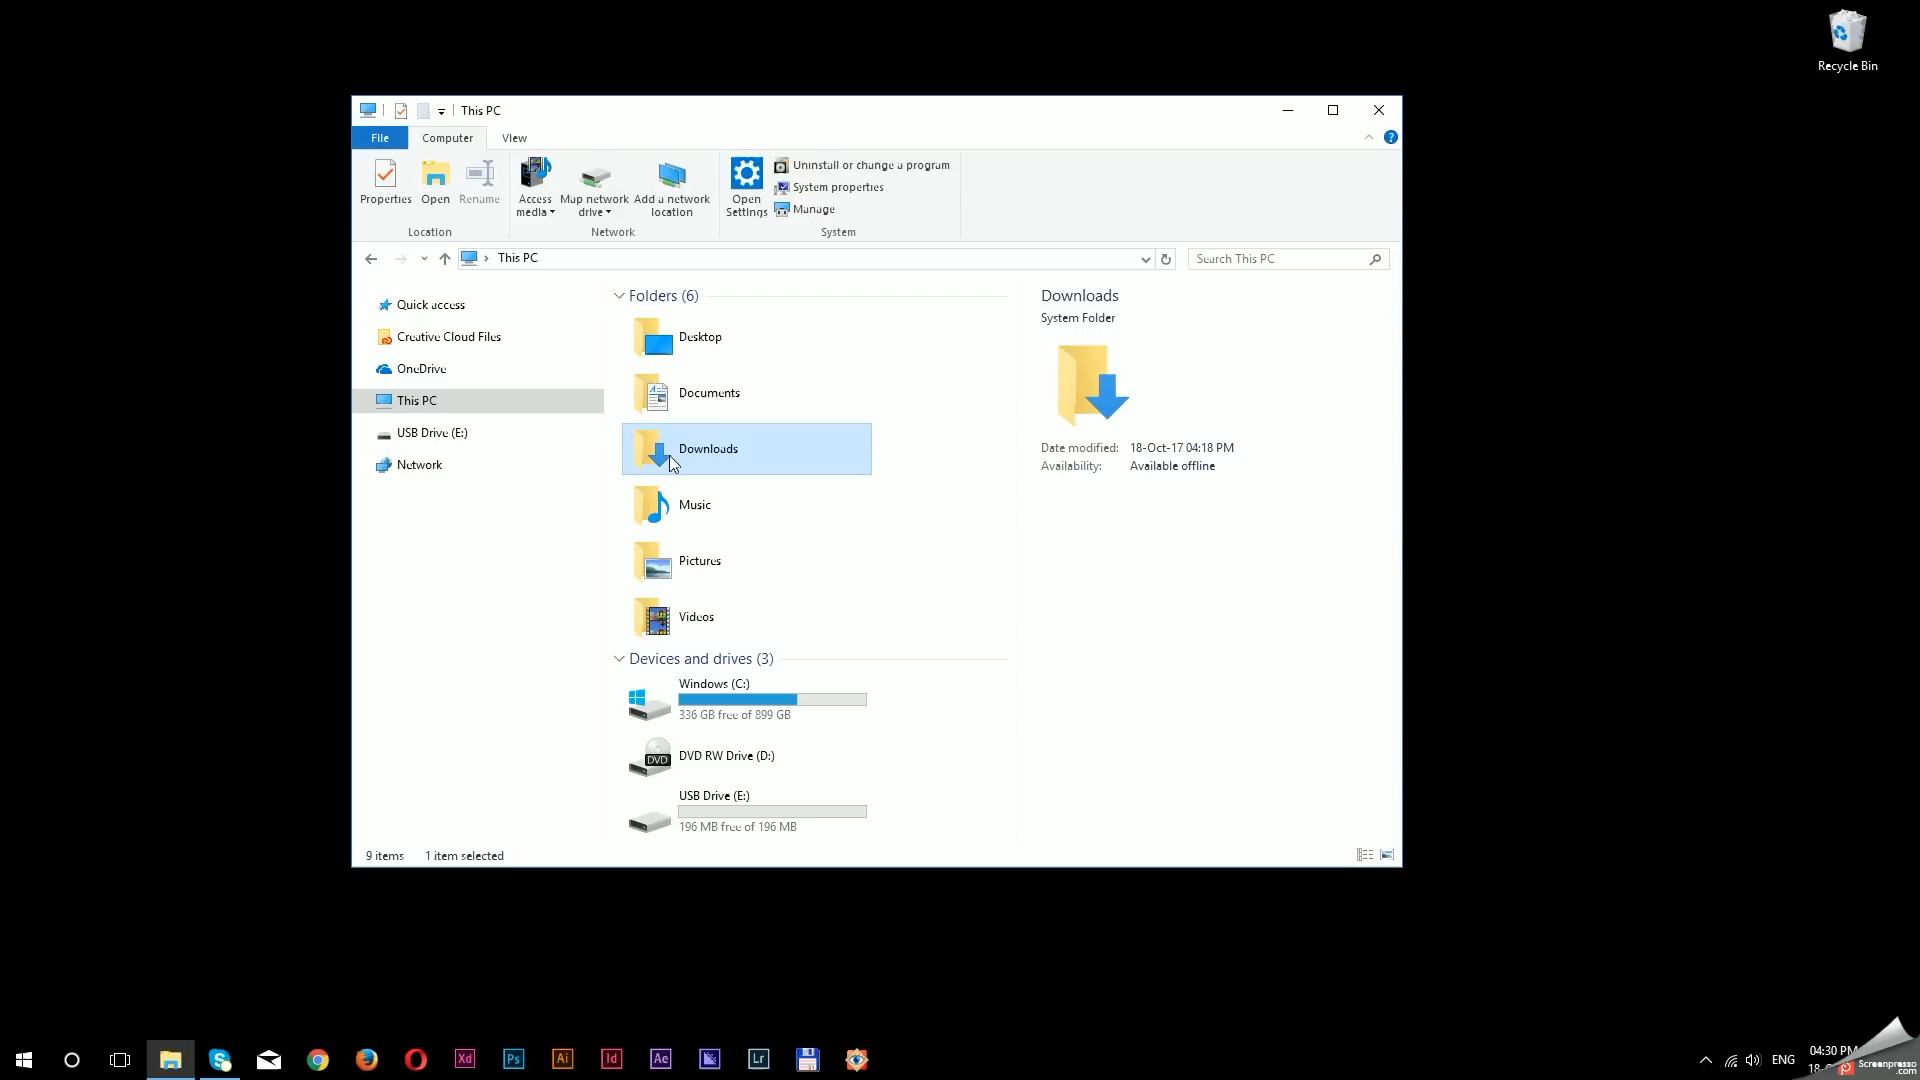 Recycle Bin
This PC
File
Computer
View
Properties
Open
Rename
Access media
Map network drive
Add a network location
Open Settings
Uninstall or change a program
System properties
Manage
Location
Network
System
This PC
Search This PC
Quick access
Creative Cloud Files
OneDrive
This PC
USB Drive (E:)
Network
Folders (6)
Desktop
Documents
Downloads
Music
Pictures
Videos
Devices and drives (3)
Windows (C:)
336 GB free of 899 GB
DVD
DVD RW Drive (D:)
USB Drive (E:)
196 MB free of 196 MB
Downloads
System Folder
Date modified: 18-Oct-17 04:18 PM
Availability: Available offline
9 items
1 item selected
Xd
Ps
Ai
Id
Ae
Lr
ENG
04:30 PM
Screenpresso
.com